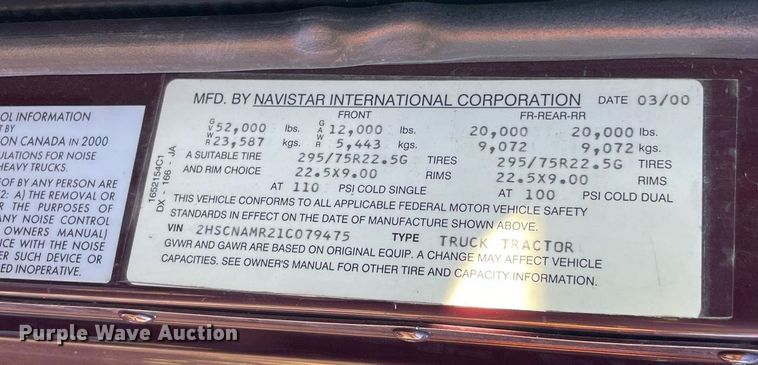 OL INFORMATION
T BY
ON CANADA IN 2000
ULATIONS FOR NOISE
HEAVY TRUCKS.
OF BY ANY PERSON ARE
2: A) THE REMOVAL OR
R THE PURPOSES OF
ANY NOISE CONTROL
OWNERS MANUAL)
CE WITH THE NOISE
ER SUCH DEVICE OR
ED INOPERATIVE.
1652154C1
DX - 166 - JA
MFD. BY NAVISTAR INTERNATIONAL CORPORATION DATE 03/00
FRONT FR-REAR-RR
GVWR 52,000 lbs. GAWR 12,000 lbs. 20,000 20,000 lbs.
23,587 kgs. 5,443 kgs. 9,072 9,072 kgs.
A SUITABLE TIRE 295/75R22.5G TIRES 295/75R22.5G TIRES
AND RIM CHOICE 22.5X9.00 RIMS 22.5X9.00 RIMS
AT 110 PSI COLD SINGLE AT 100 PSI COLD DUAL
THIS VEHICLE CONFORMS TO ALL APPLICABLE FEDERAL MOTOR VEHICLE SAFETY
STANDARDS IN EFFECT ON THE DATE OF MANUFACTURE SHOWN ABOVE.
VIN 2HSCNAMR21C079475 TYPE TRUCK TRACTOR
GVWR AND GAWR ARE BASED ON ORIGINAL EQUIP. A CHANGE MAY AFFECT VEHICLE
CAPACITIES. SEE OWNER'S MANUAL FOR OTHER TIRE AND CAPACITY INFORMATION.
Purple Wave Auction